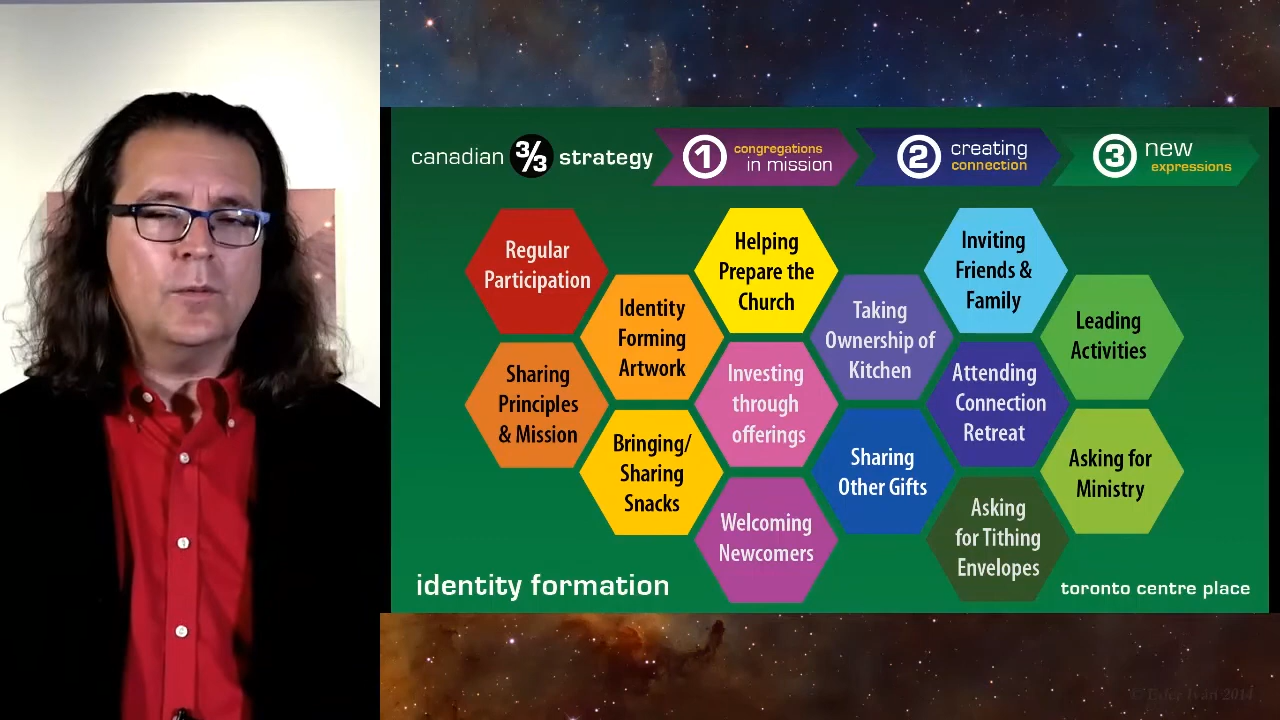 canadian 3/3 strategy
1 congregations
in mission
2 creating
connection
3 new
expressions
Regular
Participation
Helping
Prepare the
Church
Inviting
Friends &
Family
Identity
Forming
Artwork
Taking
Ownership of
Kitchen
Leading
Activities
Sharing
Principles
& Mission
Investing
through
offerings
Attending
Connection
Retreat
Bringing/
Sharing
Snacks
Sharing
Other Gifts
Asking for
Ministry
Welcoming
Newcomers
Asking
for Tithing
Envelopes
identity formation
toronto centre place